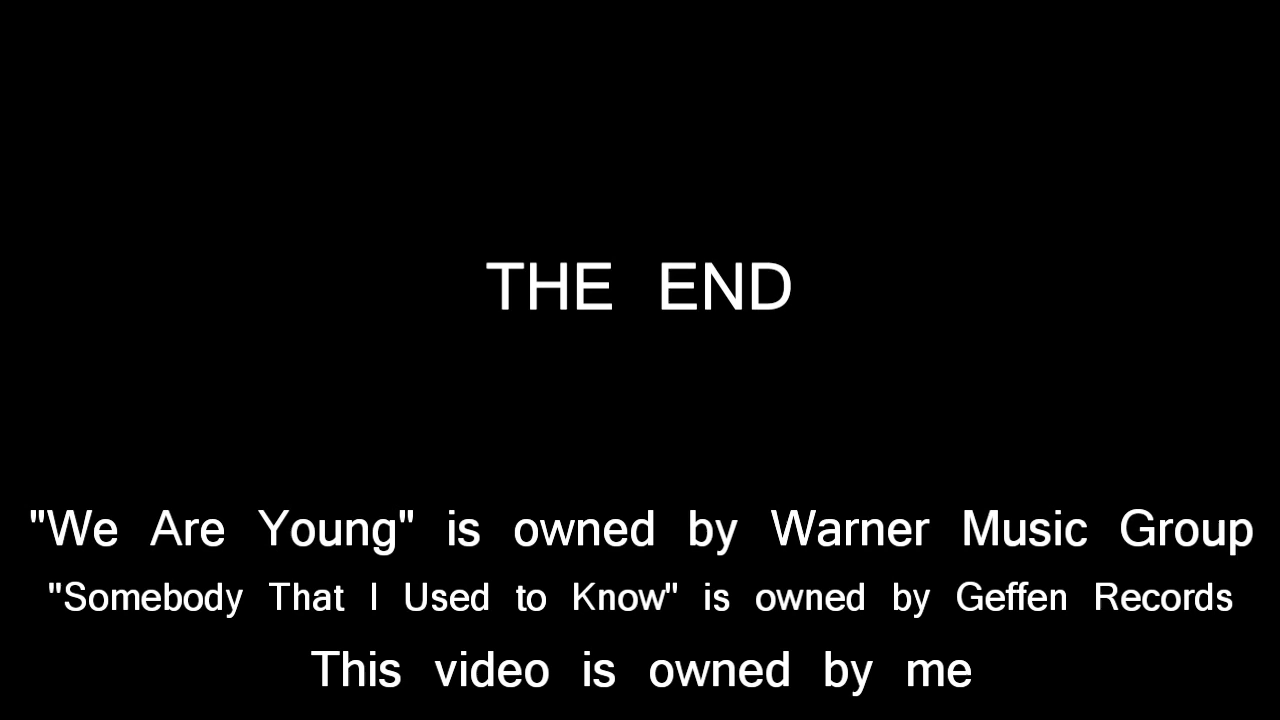 THE END
"We Are Young" is owned by Warner Music Group
"Somebody That I Used to Know" is owned by Geffen Records
This video is owned by me